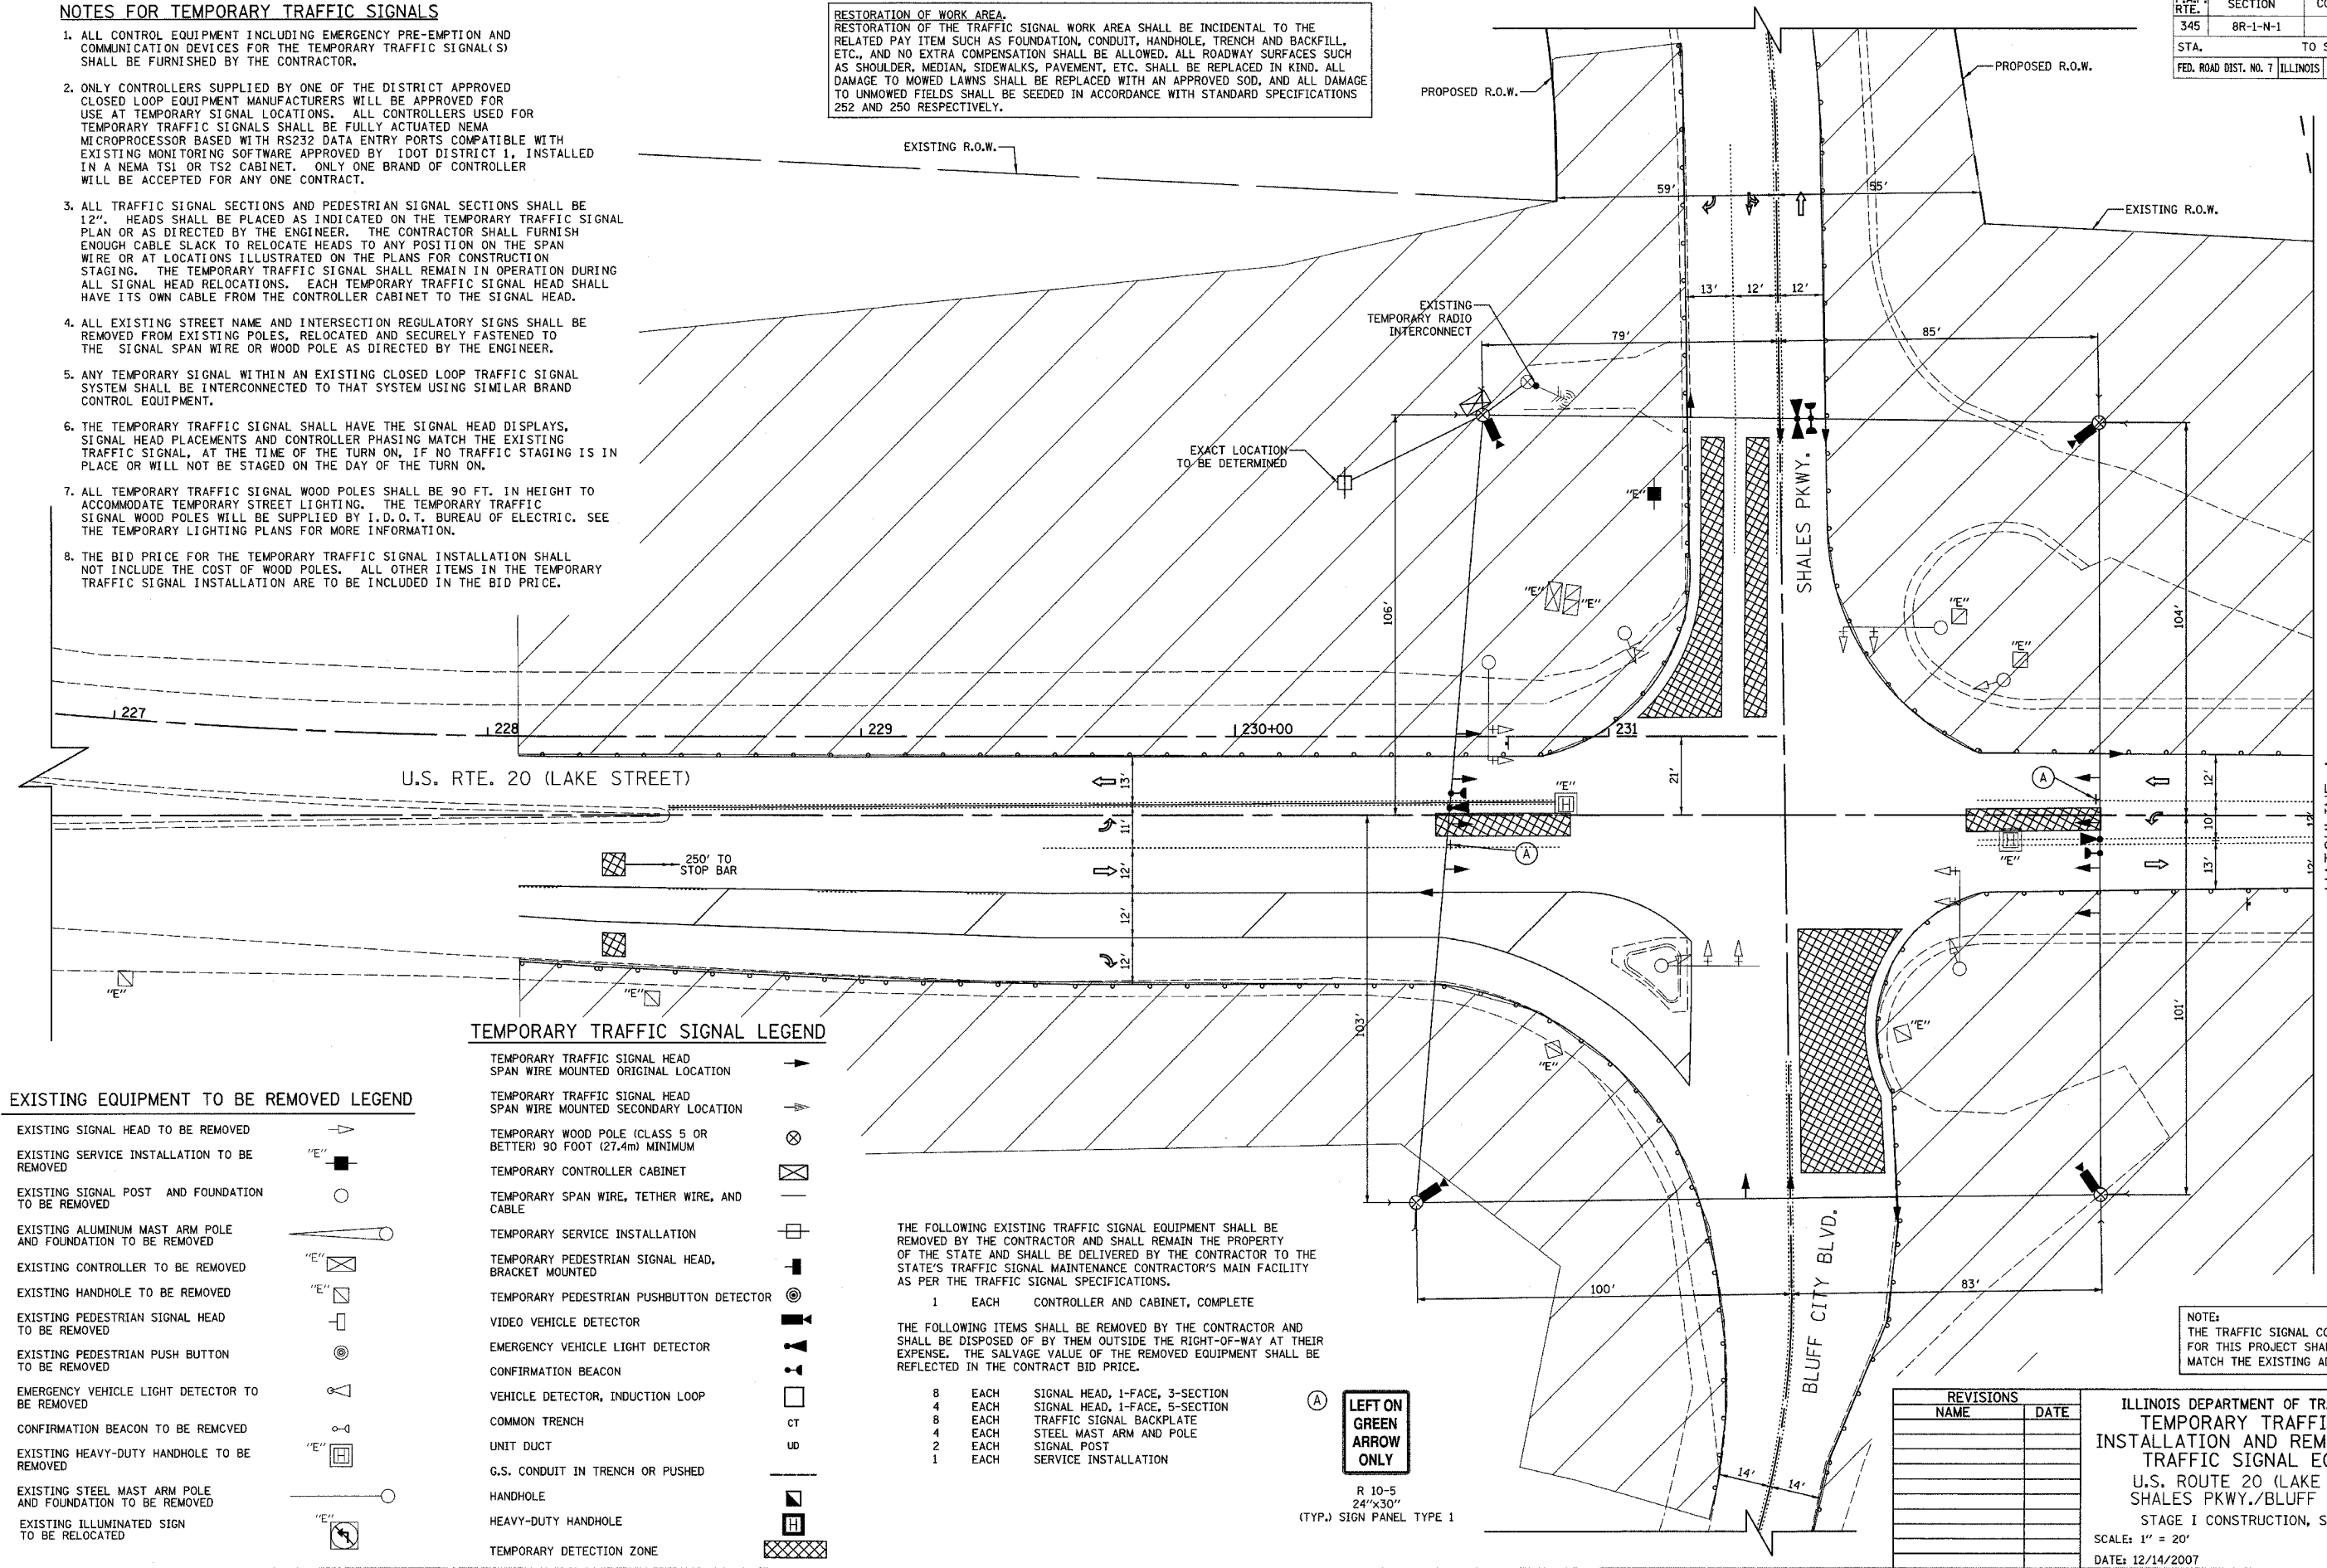 NOTES FOR TEMPORARY TRAFFIC SIGNALS
1. ALL CONTROL EQUIPMENT INCLUDING EMERGENCY PRE-EMPTION AND
COMMUNICATION DEVICES FOR THE TEMPORARY TRAFFIC SIGNAL(S)
SHALL BE FURNISHED BY THE CONTRACTOR.
2. ONLY CONTROLLERS SUPPLIED BY ONE OF THE DISTRICT APPROVED
CLOSED LOOP EQUIPMENT MANUFACTURERS WILL BE APPROVED FOR
USE AT TEMPORARY SIGNAL LOCATIONS. ALL CONTROLLERS USED FOR
TEMPORARY TRAFFIC SIGNALS SHALL BE FULLY ACTUATED NEMA
MICROPROCESSOR BASED WITH RS232 DATA ENTRY PORTS COMPATIBLE WITH
EXISTING MONITORING SOFTWARE APPROVED BY IDOT DISTRICT 1, INSTALLED
IN A NEMA TS1 OR TS2 CABINET. ONLY ONE BRAND OF CONTROLLER
WILL BE ACCEPTED FOR ANY ONE CONTRACT.
3. ALL TRAFFIC SIGNAL SECTIONS AND PEDESTRIAN SIGNAL SECTIONS SHALL BE
12". HEADS SHALL BE PLACED AS INDICATED ON THE TEMPORARY TRAFFIC SIGNAL
PLAN OR AS DIRECTED BY THE ENGINEER. THE CONTRACTOR SHALL FURNISH
ENOUGH CABLE SLACK TO RELOCATE HEADS TO ANY POSITION ON THE SPAN
WIRE OR AT LOCATIONS ILLUSTRATED ON THE PLANS FOR CONSTRUCTION
STAGING. THE TEMPORARY TRAFFIC SIGNAL SHALL REMAIN IN OPERATION DURING
ALL SIGNAL HEAD RELOCATIONS. EACH TEMPORARY TRAFFIC SIGNAL HEAD SHALL
HAVE ITS OWN CABLE FROM THE CONTROLLER CABINET TO THE SIGNAL HEAD.
4. ALL EXISTING STREET NAME AND INTERSECTION REGULATORY SIGNS SHALL BE
REMOVED FROM EXISTING POLES, RELOCATED AND SECURELY FASTENED TO
THE SIGNAL SPAN WIRE OR WOOD POLE AS DIRECTED BY THE ENGINEER.
5. ANY TEMPORARY SIGNAL WITHIN AN EXISTING CLOSED LOOP TRAFFIC SIGNAL
SYSTEM SHALL BE INTERCONNECTED TO THAT SYSTEM USING SIMILAR BRAND
CONTROL EQUIPMENT.
6. THE TEMPORARY TRAFFIC SIGNAL SHALL HAVE THE SIGNAL HEAD DISPLAYS,
SIGNAL HEAD PLACEMENTS AND CONTROLLER PHASING MATCH THE EXISTING
TRAFFIC SIGNAL, AT THE TIME OF THE TURN ON, IF NO TRAFFIC STAGING IS IN
PLACE OR WILL NOT BE STAGED ON THE DAY OF THE TURN ON.
7. ALL TEMPORARY TRAFFIC SIGNAL WOOD POLES SHALL BE 90 FT. IN HEIGHT TO
ACCOMMODATE TEMPORARY STREET LIGHTING. THE TEMPORARY TRAFFIC
SIGNAL WOOD POLES WILL BE SUPPLIED BY I.D.O.T. BUREAU OF ELECTRIC. SEE
THE TEMPORARY LIGHTING PLANS FOR MORE INFORMATION.
8. THE BID PRICE FOR THE TEMPORARY TRAFFIC SIGNAL INSTALLATION SHALL
NOT INCLUDE THE COST OF WOOD POLES. ALL OTHER ITEMS IN THE TEMPORARY
TRAFFIC SIGNAL INSTALLATION ARE TO BE INCLUDED IN THE BID PRICE.
RESTORATION OF WORK AREA.
RESTORATION OF THE TRAFFIC SIGNAL WORK AREA SHALL BE INCIDENTAL TO THE
RELATED PAY ITEM SUCH AS FOUNDATION, CONDUIT, HANDHOLE, TRENCH AND BACKFILL,
ETC., AND NO EXTRA COMPENSATION SHALL BE ALLOWED. ALL ROADWAY SURFACES SUCH
AS SHOULDER, MEDIAN, SIDEWALKS, PAVEMENT, ETC. SHALL BE REPLACED IN KIND. ALL
DAMAGE TO MOWED LAWNS SHALL BE REPLACED WITH AN APPROVED SOD, AND ALL DAMAGE
TO UNMOWED FIELDS SHALL BE SEEDED IN ACCORDANCE WITH STANDARD SPECIFICATIONS
252 AND 250 RESPECTIVELY.
RTE. SECTION
345 8R-1-N-1
STA. TO
FED. ROAD DIST. NO. 7 ILLINOIS
PROPOSED R.O.W.
PROPOSED R.O.W.
EXISTING R.O.W.
EXISTING R.O.W.
59' 55'
13' 12' 12'
EXISTING
TEMPORARY RADIO
INTERCONNECT
79' 85'
EXACT LOCATION
TO BE DETERMINED
"E"
SHALES PKWY.
106' 104'
"E" "E"
"E"
"E"
227 228 229 230+00 231
U.S. RTE. 20 (LAKE STREET)
13' 11' 12' 12' 12'
21'
"E" H
A
A
12' 10' 13'
12' 12'
H "E"
250' TO
STOP BAR
"E"
"E"
"E"
"E"
103' 101'
100' 83'
BLUFF CITY BLVD.
14' 14'
EXISTING EQUIPMENT TO BE REMOVED LEGEND
EXISTING SIGNAL HEAD TO BE REMOVED
EXISTING SERVICE INSTALLATION TO BE "E"
REMOVED
EXISTING SIGNAL POST AND FOUNDATION
TO BE REMOVED
EXISTING ALUMINUM MAST ARM POLE
AND FOUNDATION TO BE REMOVED
EXISTING CONTROLLER TO BE REMOVED "E"
EXISTING HANDHOLE TO BE REMOVED "E"
EXISTING PEDESTRIAN SIGNAL HEAD
TO BE REMOVED
EXISTING PEDESTRIAN PUSH BUTTON
TO BE REMOVED
EMERGENCY VEHICLE LIGHT DETECTOR TO
BE REMOVED
CONFIRMATION BEACON TO BE REMOVED
EXISTING HEAVY-DUTY HANDHOLE TO BE "E" H
REMOVED
EXISTING STEEL MAST ARM POLE
AND FOUNDATION TO BE REMOVED
EXISTING ILLUMINATED SIGN "E"
TO BE RELOCATED
TEMPORARY TRAFFIC SIGNAL LEGEND
TEMPORARY TRAFFIC SIGNAL HEAD
SPAN WIRE MOUNTED ORIGINAL LOCATION
TEMPORARY TRAFFIC SIGNAL HEAD
SPAN WIRE MOUNTED SECONDARY LOCATION
TEMPORARY WOOD POLE (CLASS 5 OR
BETTER) 90 FOOT (27.4m) MINIMUM
TEMPORARY CONTROLLER CABINET
TEMPORARY SPAN WIRE, TETHER WIRE, AND
CABLE
TEMPORARY SERVICE INSTALLATION
TEMPORARY PEDESTRIAN SIGNAL HEAD,
BRACKET MOUNTED
TEMPORARY PEDESTRIAN PUSHBUTTON DETECTOR
VIDEO VEHICLE DETECTOR
EMERGENCY VEHICLE LIGHT DETECTOR
CONFIRMATION BEACON
VEHICLE DETECTOR, INDUCTION LOOP
COMMON TRENCH CT
UNIT DUCT UD
G.S. CONDUIT IN TRENCH OR PUSHED
HANDHOLE
HEAVY-DUTY HANDHOLE H
TEMPORARY DETECTION ZONE
THE FOLLOWING EXISTING TRAFFIC SIGNAL EQUIPMENT SHALL BE
REMOVED BY THE CONTRACTOR AND SHALL REMAIN THE PROPERTY
OF THE STATE AND SHALL BE DELIVERED BY THE CONTRACTOR TO THE
STATE'S TRAFFIC SIGNAL MAINTENANCE CONTRACTOR'S MAIN FACILITY
AS PER THE TRAFFIC SIGNAL SPECIFICATIONS.
1 EACH CONTROLLER AND CABINET, COMPLETE
THE FOLLOWING ITEMS SHALL BE REMOVED BY THE CONTRACTOR AND
SHALL BE DISPOSED OF BY THEM OUTSIDE THE RIGHT-OF-WAY AT THEIR
EXPENSE. THE SALVAGE VALUE OF THE REMOVED EQUIPMENT SHALL BE
REFLECTED IN THE CONTRACT BID PRICE.
8 EACH SIGNAL HEAD, 1-FACE, 3-SECTION
4 EACH SIGNAL HEAD, 1-FACE, 5-SECTION
8 EACH TRAFFIC SIGNAL BACKPLATE
4 EACH STEEL MAST ARM AND POLE
2 EACH SIGNAL POST
1 EACH SERVICE INSTALLATION
A
LEFT ON
GREEN
ARROW
ONLY
R 10-5
24"x30"
(TYP.) SIGN PANEL TYPE 1
NOTE:
THE TRAFFIC SIGNAL
FOR THIS PROJECT
MATCH THE EXISTING
REVISIONS
NAME DATE
ILLINOIS DEPARTMENT OF
TEMPORARY
INSTALLATION AND
TRAFFIC SIGNAL
U.S. ROUTE 20 (LAKE
SHALES PKWY./BLUFF
STAGE I CONSTRUCTION,
SCALE: 1" = 20'
DATE: 12/14/2007